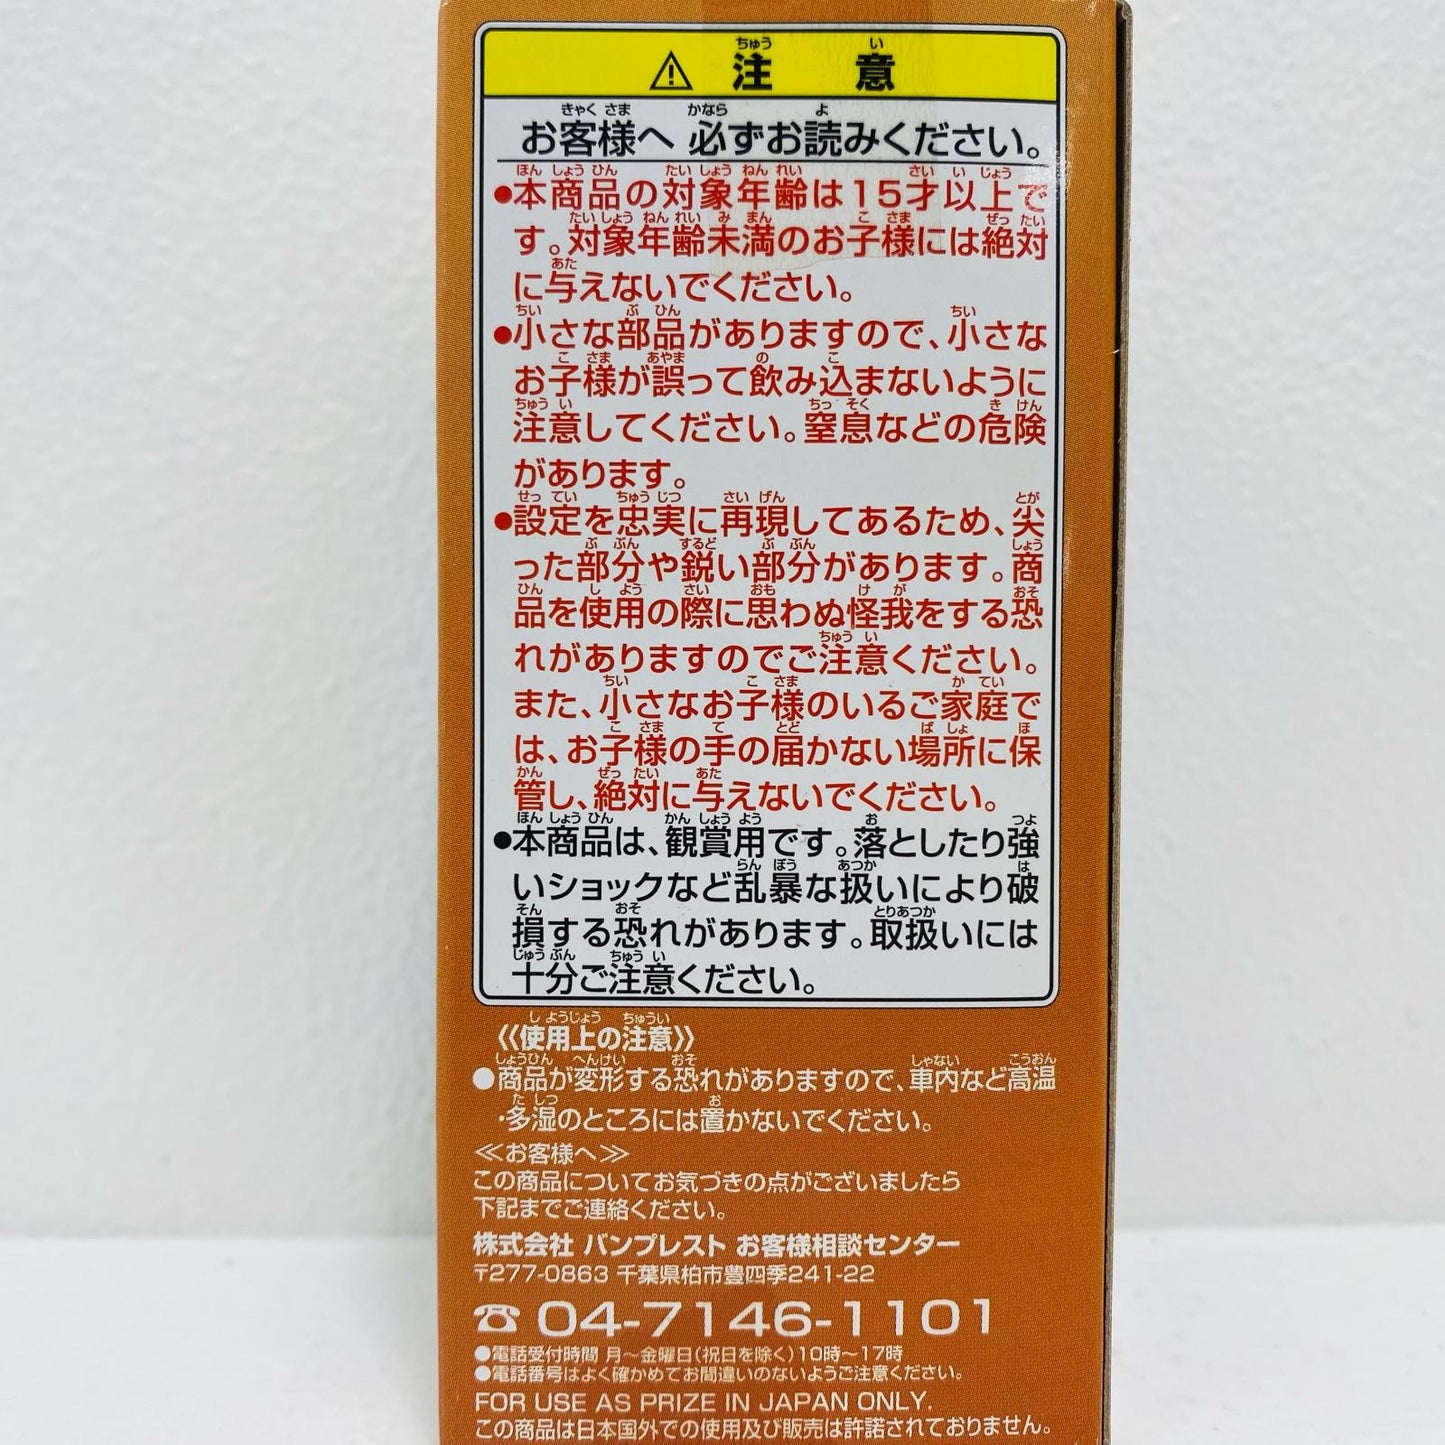 ⚠ 注意
お客様へ 必ずお読みください。
●本商品の対象年齢は15才以上で
す。対象年齢未満のお子様には絶対
に与えないでください。
●小さな部品がありますので、小さな
お子様が誤って飲み込まないように
注意してください。窒息などの危険
があります。
●設定を忠実に再現してあるため、尖
った部分や鋭い部分があります。商
品を使用の際に思わぬ怪我をする恐
れがありますのでご注意ください。
また、小さなお子様のいるご家庭で
は、お子様の手の届かない場所に保
管し、絶対に与えないでください。
●本商品は、観賞用です。落としたり強
いショックなど乱暴な扱いにより破
損する恐れがあります。取扱いには
十分ご注意ください。
《使用上の注意》
●商品が変形する恐れがありますので、車内など高温
・多湿のところには置かないでください。
≪お客様へ≫
この商品についてお気づきの点がございましたら
下記までご連絡ください。
株式会社 バンプレスト お客様相談センター
〒277-0863 千葉県柏市豊四季241-22
☎04-7146-1101
●電話受付時間 月〜金曜日(祝日を除く)10時〜17時
●電話番号はよく確かめてお間違いのないようご注意ください。
FOR USE AS PRIZE IN JAPAN ONLY.
この商品は日本国外での使用及び販売は許諾されておりません。